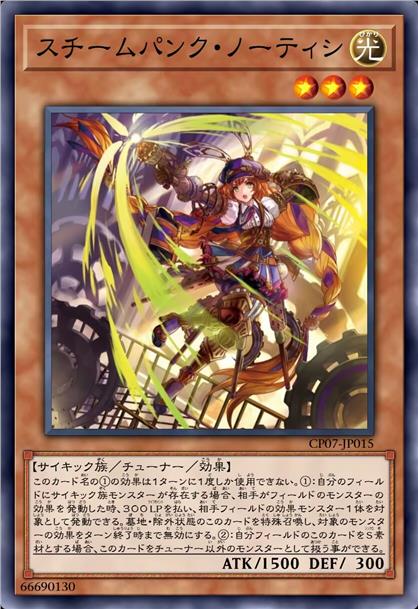 スチームパンク・ノーティシ
光
CP07-JP015
【サイキック族／チューナー／効果】
このカード名の①の効果は1ターンに1度しか使用できない。①：自分のフィー
ルドにサイキック族モンスターが存在する場合、相手がフィールドのモンスターの
効果を発動した時、300LPを払い、相手フィールドの効果モンスター1体を対
象として発動できる。墓地・除外状態のこのカードを特殊召喚し、対象のモンスタ
ーの効果をターン終了時まで無効にする。②：自分フィールドのこのカードをS素
材とする場合、このカードをチューナー以外のモンスターとして扱う事ができる。
ATK/1500 DEF/ 300
66690130